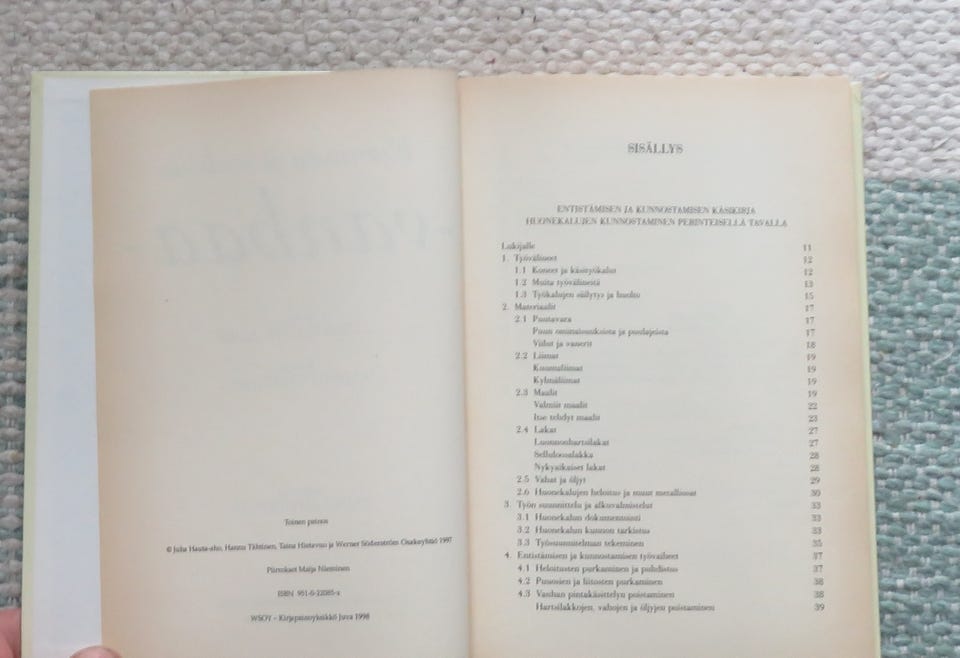 Toinen painos
© Julia Hauta-aho, Hannu Tähtinen, Taina Histavuo ja Werner Söderström Osakeyhtiö 1997
Piirrokset Maija Nieminen
ISBN 951-0-22085-x
WSOY – Kirjapainoyksikkö Juva 1998
SISÄLLYS
ENTISTÄMISEN JA KUNNOSTAMISEN KÄSIKIRJA
HUONEKALUJEN KUNNOSTAMINEN PERINTEISELLÄ TAVALLA
Lukijalle 11
1. Työvälineet 12
1.1 Koneet ja käsityökalut 12
1.2 Muita työvälineitä 13
1.3 Työkalujen säilytys ja huolto 15
2. Materiaalit 17
2.1 Puutavara 17
Puun ominaisuuksista ja puulajeista 17
Viilut ja vanerit 18
2.2 Liimat 19
Kuumaliimat 19
Kylmäliimat 19
2.3 Maalit 19
Valmiit maalit 22
Itse tehdyt maalit 23
2.4 Lakat 27
Luonnonhartsilakat 27
Selluloosalakka 28
Nykyaikaiset lakat 28
2.5 Vahat ja öljyt 29
2.6 Huonekalujen heloitus ja muut metalliosat 30
3. Työn suunnittelu ja alkuvalmistelut 33
3.1 Huonekalun dokumentointi 33
3.2 Huonekalun kunnon tarkistus 33
3.3 Työsuunnitelman tekeminen 35
4. Entistämisen ja kunnostamisen työvaiheet 37
4.1 Heloitusten purkaminen ja puhdistus 37
4.2 Puuosien ja liitosten purkaminen 38
4.3 Vanhan pintakäsittelyn poistaminen 38
Hartsilakkojen, vahojen ja öljyjen poistaminen 39